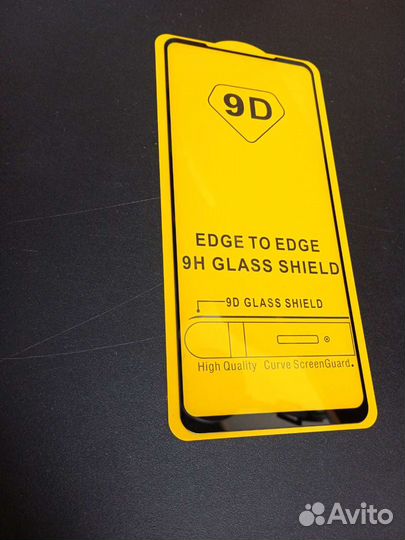 9D
EDGE TO EDGE
9H GLASS SHIELD
9D GLASS SHIELD
High Quality Curve ScreenGuard.
Avito